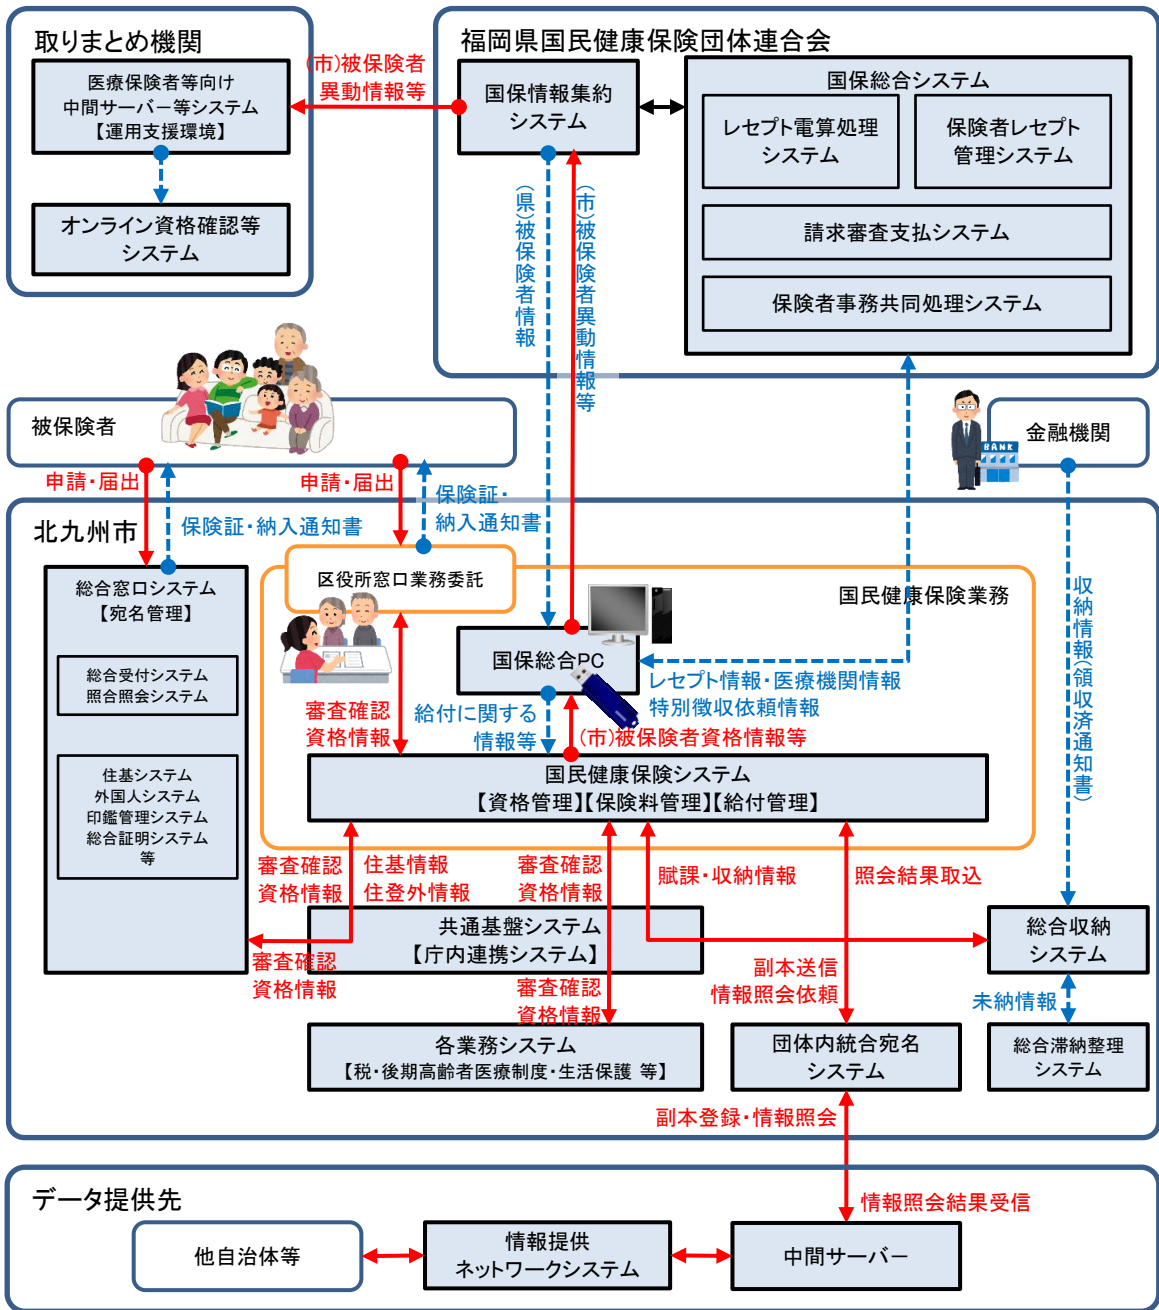 取りまとめ機関
医療保険者等向け
中間サーバー等システム
【運用支援環境】
オンライン資格確認等
システム
(市)被保険者
異動情報等
福岡県国民健康保険団体連合会
国保情報集約
システム
国保総合システム
レセプト電算処理
システム
保険者レセプト
管理システム
請求審査支払システム
保険者事務共同処理システム
(県)被保険者情報
(市)被保険者異動情報等
被保険者
金融機関
BANK
申請・届出
保険証・納入通知書
申請・届出
保険証・
納入通知書
北九州市
総合窓口システム
【宛名管理】
総合受付システム
照合照会システム
住基システム
外国人システム
印鑑管理システム
総合証明システム
等
区役所窓口業務委託
国民健康保険業務
国保総合PC
レセプト情報・医療機関情報
特別徴収依頼情報
収納情報(領収済通知書)
審査確認
資格情報
給付に関する
情報等
(市)被保険者資格情報等
国民健康保険システム
【資格管理】【保険料管理】【給付管理】
審査確認
資格情報
住基情報
住登外情報
審査確認
資格情報
賦課・収納情報
照会結果取込
共通基盤システム
【庁内連携システム】
総合収納
システム
審査確認
資格情報
審査確認
資格情報
副本送信
情報照会依頼
未納情報
各業務システム
【税・後期高齢者医療制度・生活保護 等】
団体内統合宛名
システム
総合滞納整理
システム
副本登録・情報照会
データ提供先
情報照会結果受信
他自治体等
情報提供
ネットワークシステム
中間サーバー